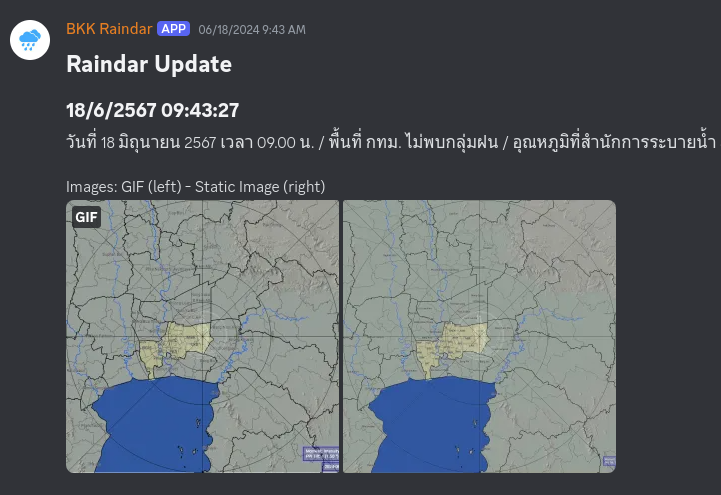 BKK Raindar APP 06/18/2024 9:43 AM
Raindar Update
18/6/2567 09:43:27
วันที่ 18 มิถุนายน 2567 เวลา 09.00 น. / พื้นที่ กทม. ไม่พบกลุ่มฝน / อุณหภูมิที่สำนักการระบายน้ำ
Images: GIF (left) - Static Image (right)
GIF